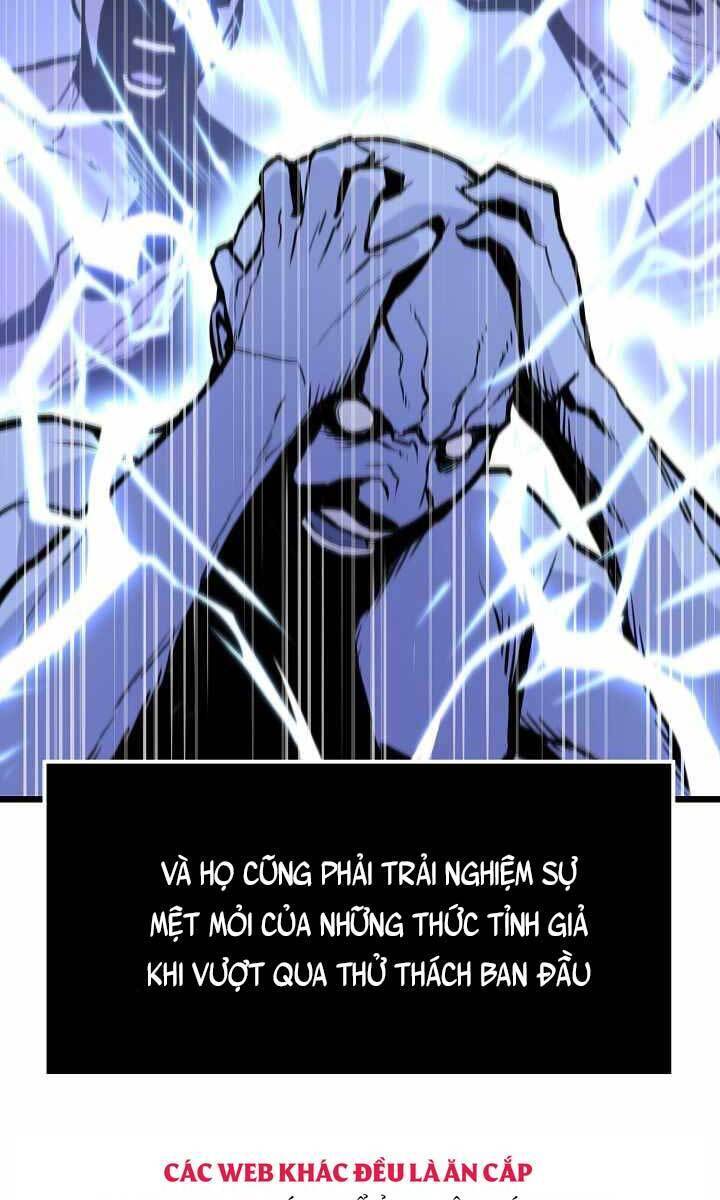 VÀ HỌ CŨNG PHẢI TRẢI NGHIỆM SỰ
MỆT MỎI CỦA NHỮNG THỨC TỈNH GIẢ
KHI VƯỢT QUA THỬ THÁCH BAN ĐẦU
CÁC WEB KHÁC ĐỀU LÀ ĂN CẮP